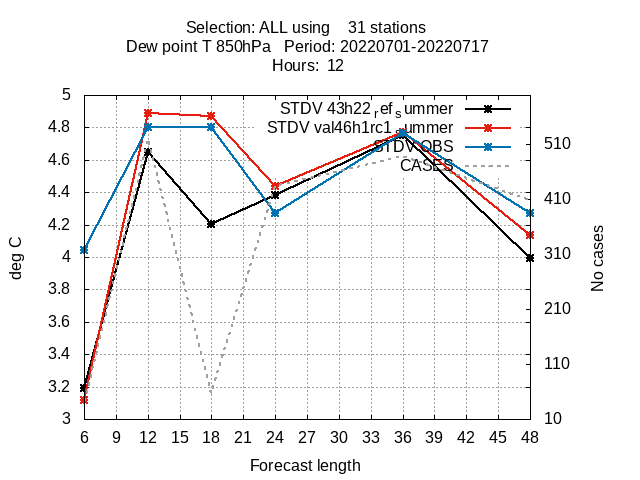 Selection: ALL using 31 stations
Dew point T 850hPa Period: 20220701-20220717
Hours: 12
STDV 43h22refsummer
STDV val46h1rc1summer
STDV OBS
CASES
5
4.8
4.6
4.4
4.2
4
3.8
3.6
3.4
3.2
3
deg C
510
410
310
210
110
10
No cases
6 9 12 15 18 21 24 27 30 33 36 39 42 45 48
Forecast length